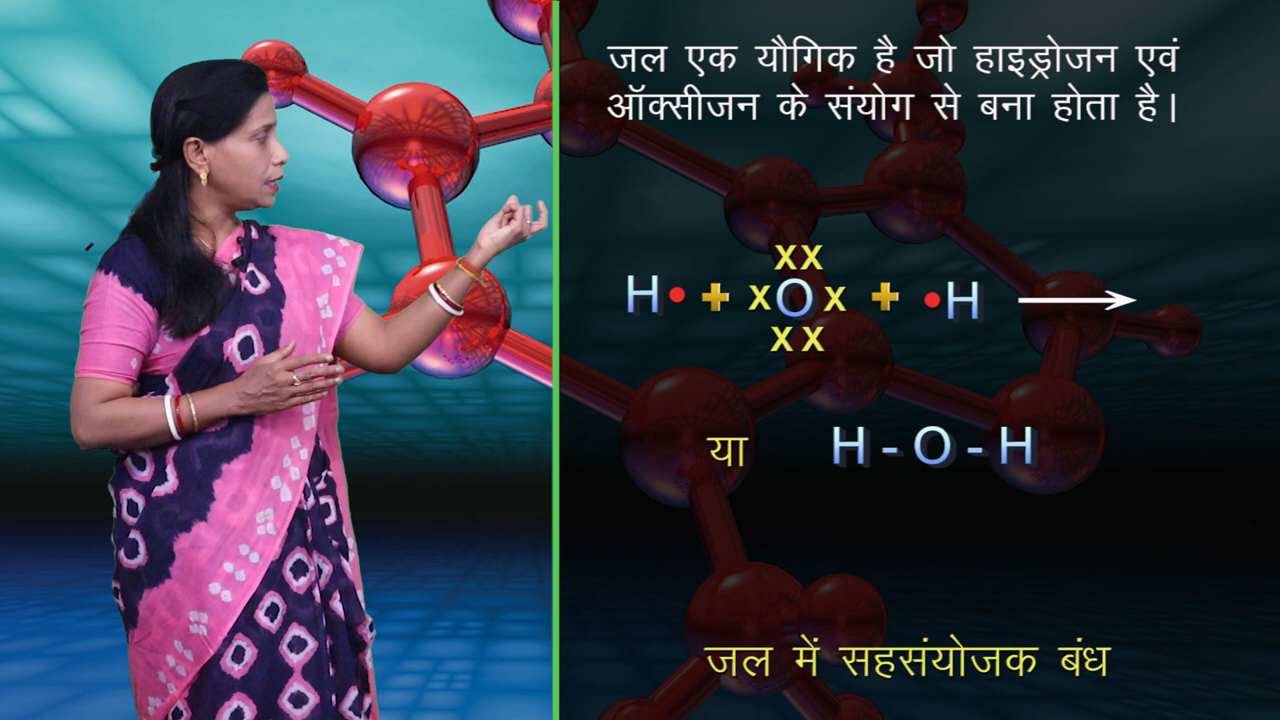 जल एक यौगिक है जो हाइड्रोजन एवं
ऑक्सीजन के संयोग से बना होता है।
xx
H• + xOx + •H ⟶
xx
या H - O - H
जल में सहसंयोजक बंध